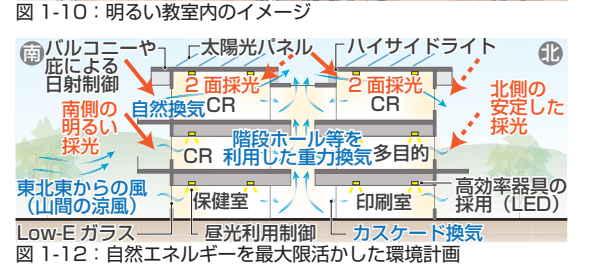 図 1-10：明るい教室内のイメージ
南
バルコニーや
庇による
日射制御
太陽光パネル
ハイサイドライト
北
2 面採光
CR
2 面採光
CR
自然換気
南側の
明るい
採光
北側の
安定した
採光
CR
階段ホール等を
利用した重力換気
多目的
東北東からの風
（山間の涼風）
保健室
印刷室
高効率器具の
採用（LED）
Low-E ガラス
昼光利用制御
カスケード換気
図 1-12：自然エネルギーを最大限活かした環境計画